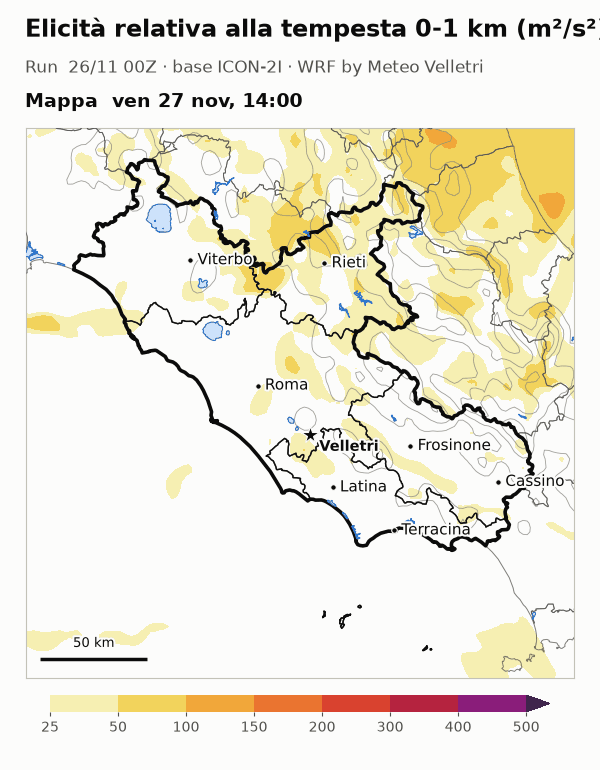 Elicità relativa alla tempesta 0-1 km (m²/s²)
Run  26/11 00Z · base ICON-2I · WRF by Meteo Velletri
Mappa  ven 27 nov, 14:00
Viterbo
Rieti
Roma
Velletri
Frosinone
Cassino
Latina
Terracina
50 km
25 50 100 150 200 300 400 500